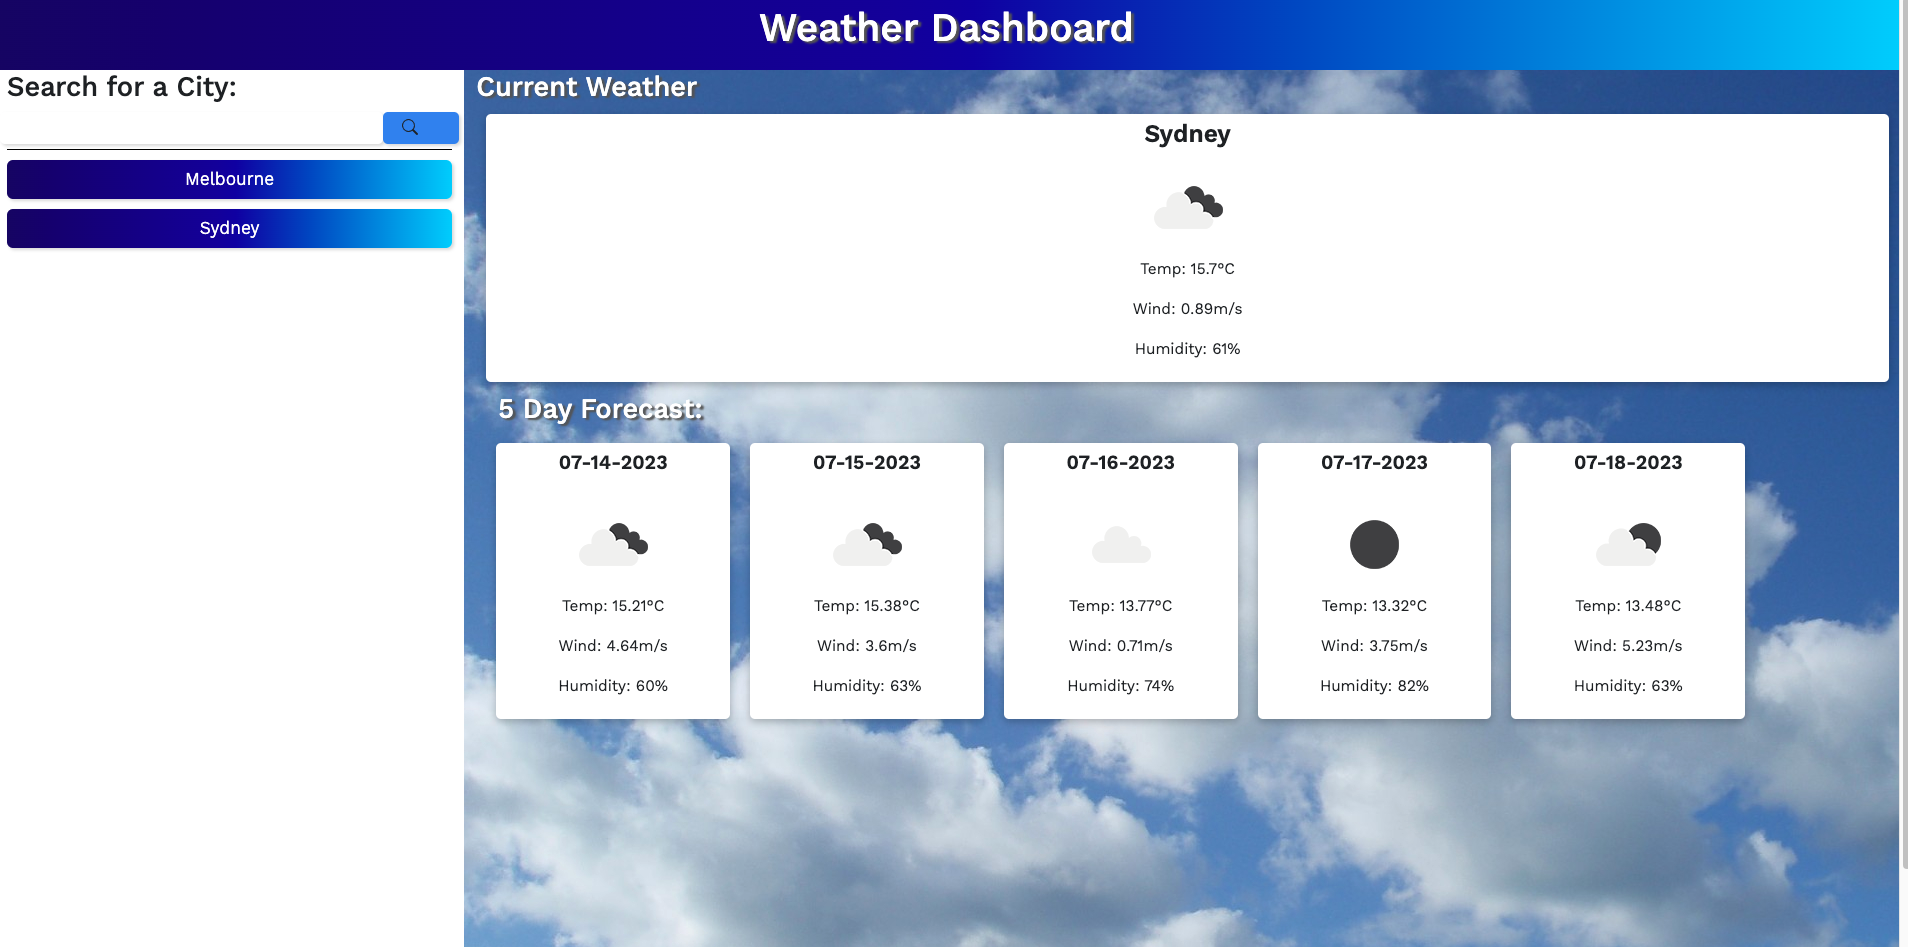 Weather Dashboard
Search for a City:
Melbourne
Sydney
Current Weather
Sydney
Temp: 15.7°C
Wind: 0.89m/s
Humidity: 61%
5 Day Forecast:
07-14-2023
Temp: 15.21°C
Wind: 4.64m/s
Humidity: 60%
07-15-2023
Temp: 15.38°C
Wind: 3.6m/s
Humidity: 63%
07-16-2023
Temp: 13.77°C
Wind: 0.71m/s
Humidity: 74%
07-17-2023
Temp: 13.32°C
Wind: 3.75m/s
Humidity: 82%
07-18-2023
Temp: 13.48°C
Wind: 5.23m/s
Humidity: 63%